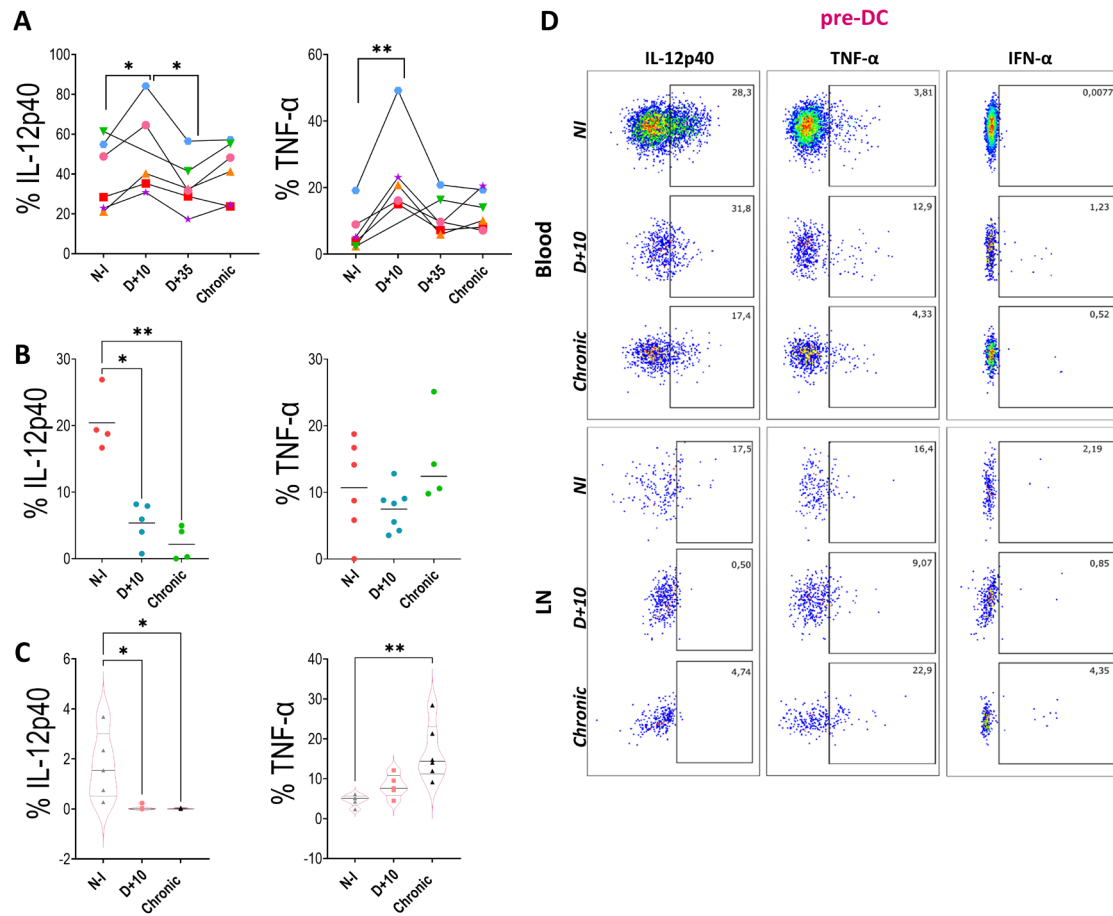 A
% IL-12p40
100
80
60
40
20
0
*
*
N-I
D+10
D+35
Chronic
% TNF-α
60
40
20
0
**
N-I
D+10
D+35
Chronic
B
% IL-12p40
30
20
10
0
**
*
N-I
D+10
Chronic
% TNF-α
30
20
10
0
N-I
D+10
Chronic
C
% IL-12p40
6
4
2
0
-2
*
*
N-I
D+10
Chronic
% TNF-α
40
30
20
10
0
-10
**
N-I
D+10
Chronic
D
pre-DC
IL-12p40 TNF-α IFN-α
Blood
NI
28,3 3,81 0,0077
D+10
31,8 12,9 1,23
Chronic
17,4 4,33 0,52
LN
NI
17,5 16,4 2,19
D+10
0,50 9,07 0,85
Chronic
4,74 22,9 4,35